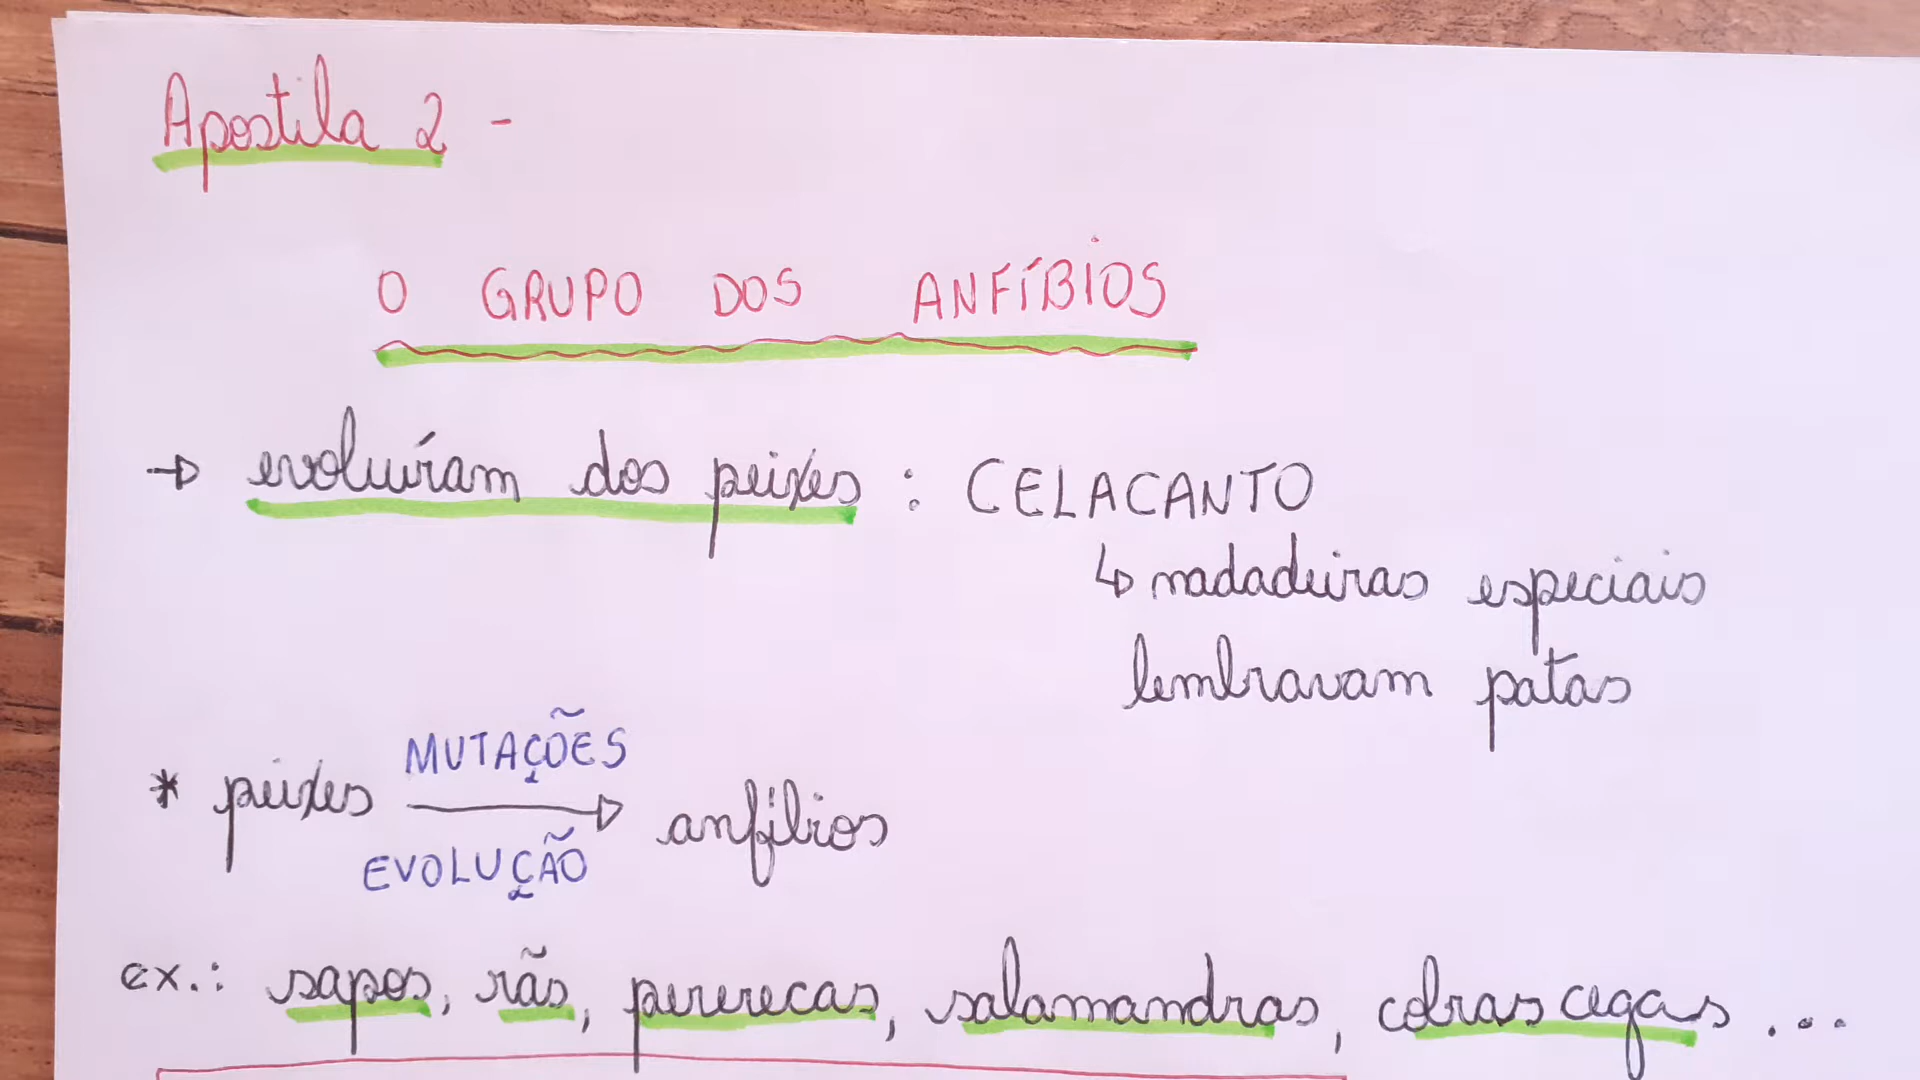 Apostila 2 -
O GRUPO DOS ANFÍBIOS
→ evoluíram dos peixes : CELACANTO
↳ nadadeiras especiais
lembravam patas
MUTAÇÕES
* peixes → anfíbios
EVOLUÇÃO
ex.: sapos, rãs, pererecas, salamandras, cobras cegas ...